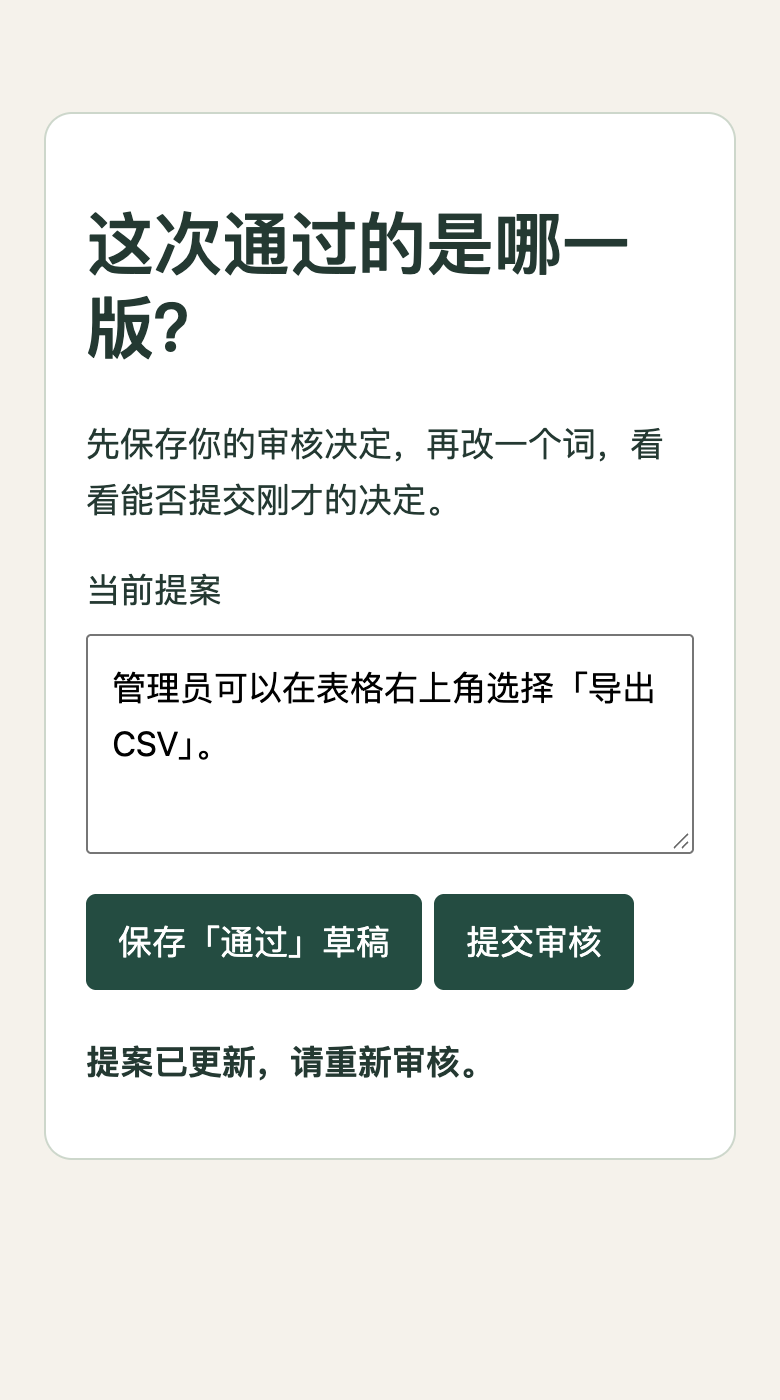 这次通过的是哪一
版？
先保存你的审核决定，再改一个词，看
看能否提交刚才的决定。
当前提案
管理员可以在表格右上角选择「导出
CSV」。
保存「通过」草稿 提交审核
提案已更新，请重新审核。